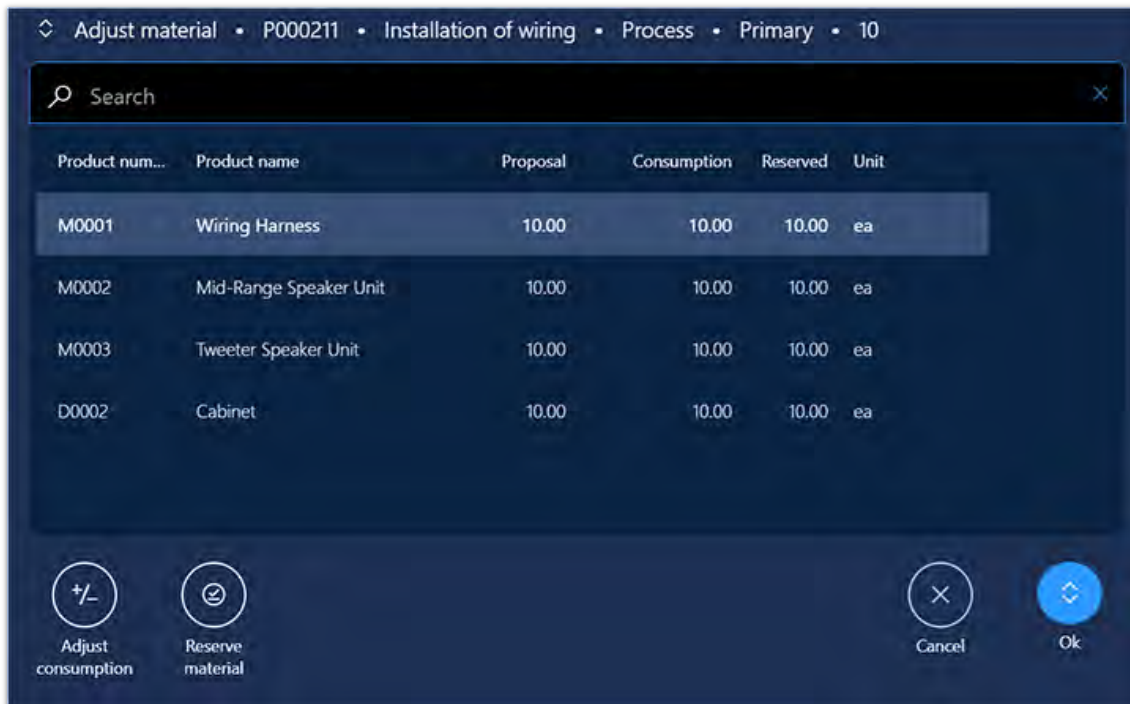 Adjust material • P000211 • Installation of wiring • Process • Primary • 10
Search
Product num... Product name Proposal Consumption Reserved Unit
M0001 Wiring Harness 10.00 10.00 10.00 ea
M0002 Mid-Range Speaker Unit 10.00 10.00 10.00 ea
M0003 Tweeter Speaker Unit 10.00 10.00 10.00 ea
D0002 Cabinet 10.00 10.00 10.00 ea
+/-
Adjust
consumption
Reserve
material
Cancel
Ok